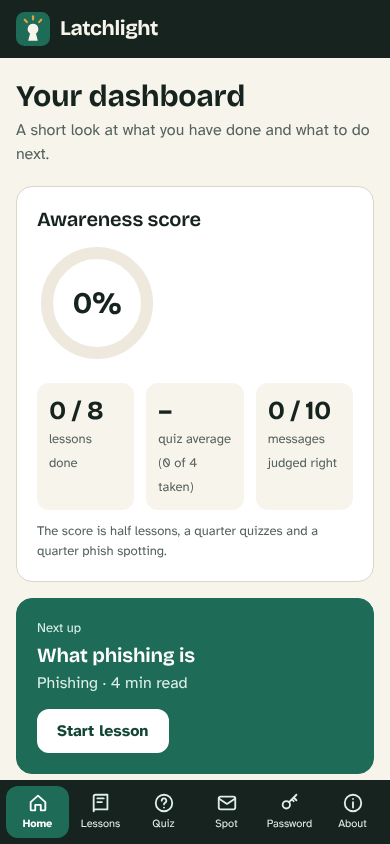 Latchlight
Your dashboard
A short look at what you have done and what to do
next.
Awareness score
0%
0 / 8
lessons
done
–
quiz average
(0 of 4
taken)
0 / 10
messages
judged right
The score is half lessons, a quarter quizzes and a
quarter phish spotting.
Next up
What phishing is
Phishing · 4 min read
Start lesson
Home
Lessons
Quiz
Spot
Password
About